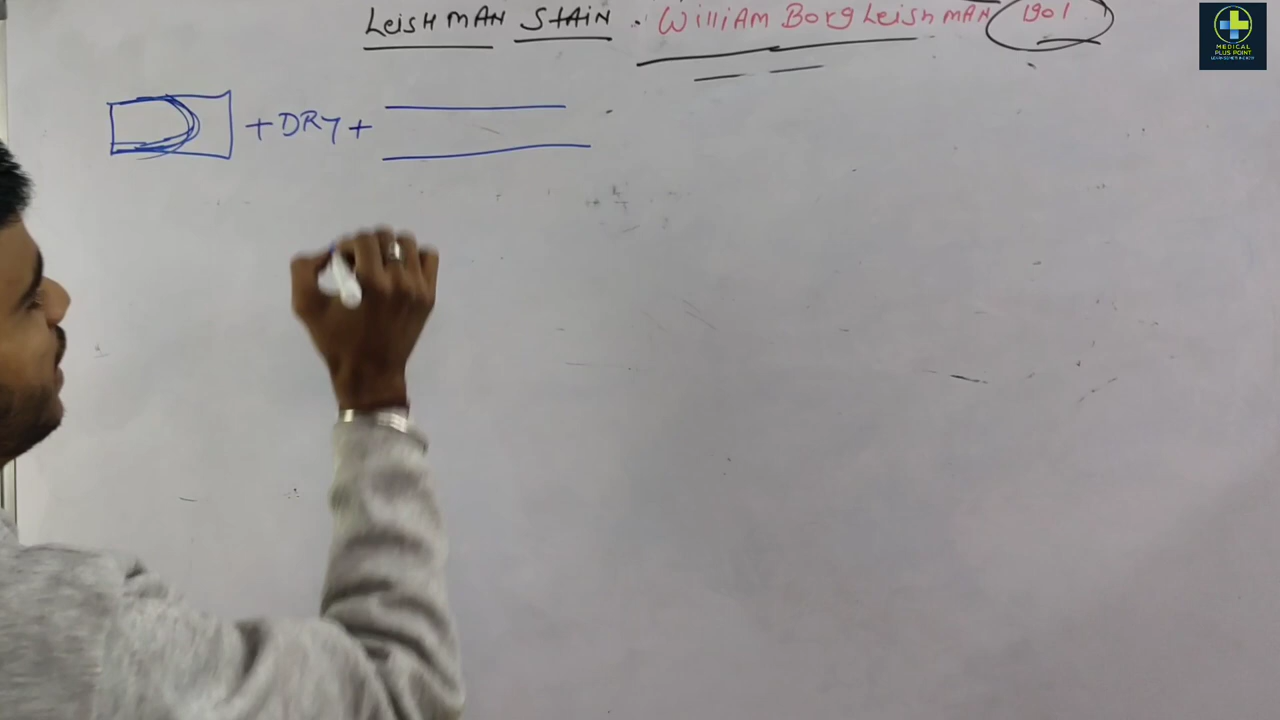 LeisHMAN StAiN . WilliAM Borg LeishMAN 1901
+ DRY +
MEDICAL
PLUS POINT